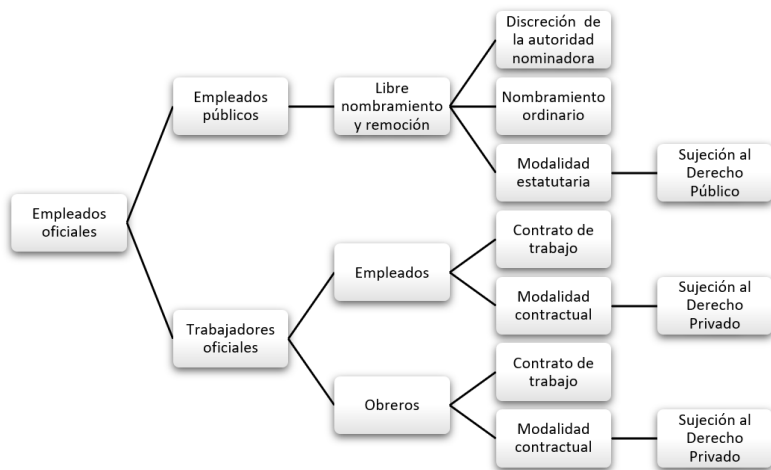 Empleados
oficiales
Empleados
públicos
Libre
nombramiento
y remoción
Discreción de
la autoridad
nominadora
Nombramiento
ordinario
Modalidad
estatutaria
Sujeción al
Derecho
Público
Trabajadores
oficiales
Empleados
Contrato de
trabajo
Modalidad
contractual
Sujeción al
Derecho
Privado
Obreros
Contrato de
trabajo
Modalidad
contractual
Sujeción al
Derecho
Privado